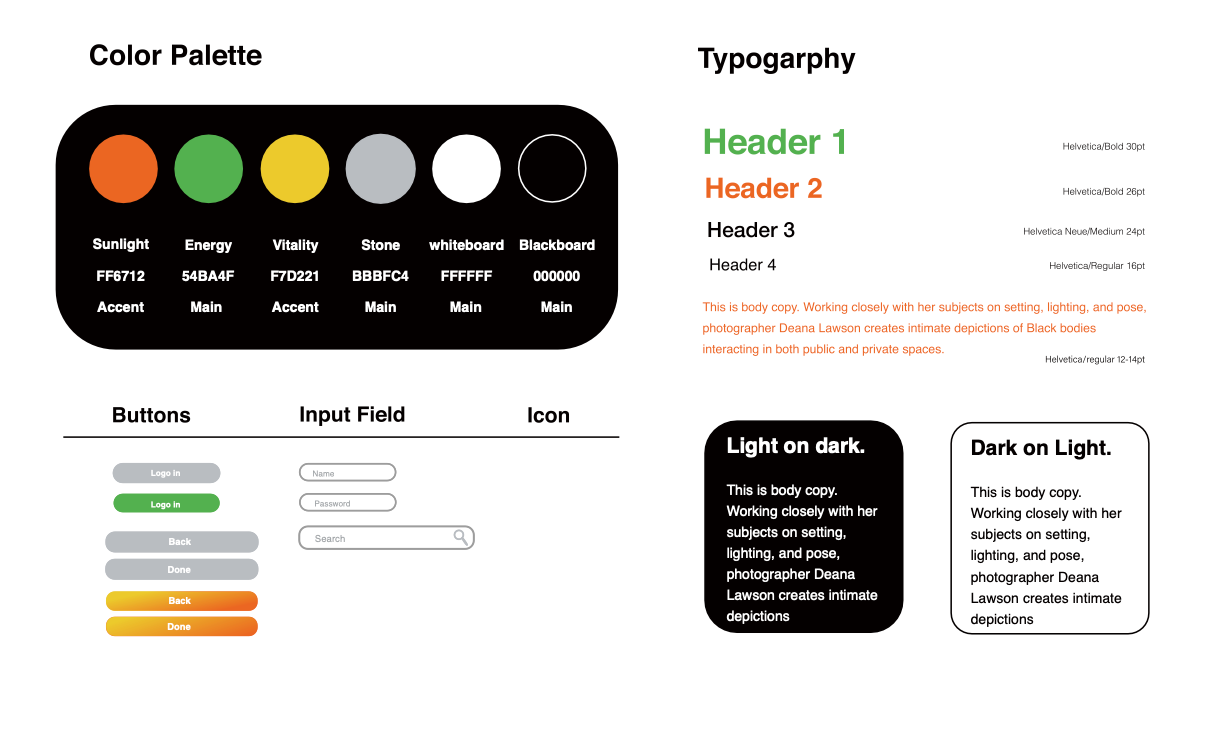 Color Palette
Sunlight Energy Vitality Stone whiteboard Blackboard
FF6712 54BA4F F7D221 BBBFC4 FFFFFF 000000
Accent Main Accent Main Main Main
Buttons Input Field Icon
Logo in
Logo in
Back
Done
Back
Done
Name
Password
Search
Typogarphy
Header 1 Helvetica/Bold 30pt
Header 2 Helvetica/Bold 26pt
Header 3 Helvetica Neue/Medium 24pt
Header 4 Helvetica/Regular 16pt
This is body copy. Working closely with her subjects on setting, lighting, and pose,
photographer Deana Lawson creates intimate depictions of Black bodies
interacting in both public and private spaces.
Helvetica/regular 12-14pt
Light on dark.
This is body copy.
Working closely with her
subjects on setting,
lighting, and pose,
photographer Deana
Lawson creates intimate
depictions
Dark on Light.
This is body copy.
Working closely with her
subjects on setting,
lighting, and pose,
photographer Deana
Lawson creates intimate
depictions